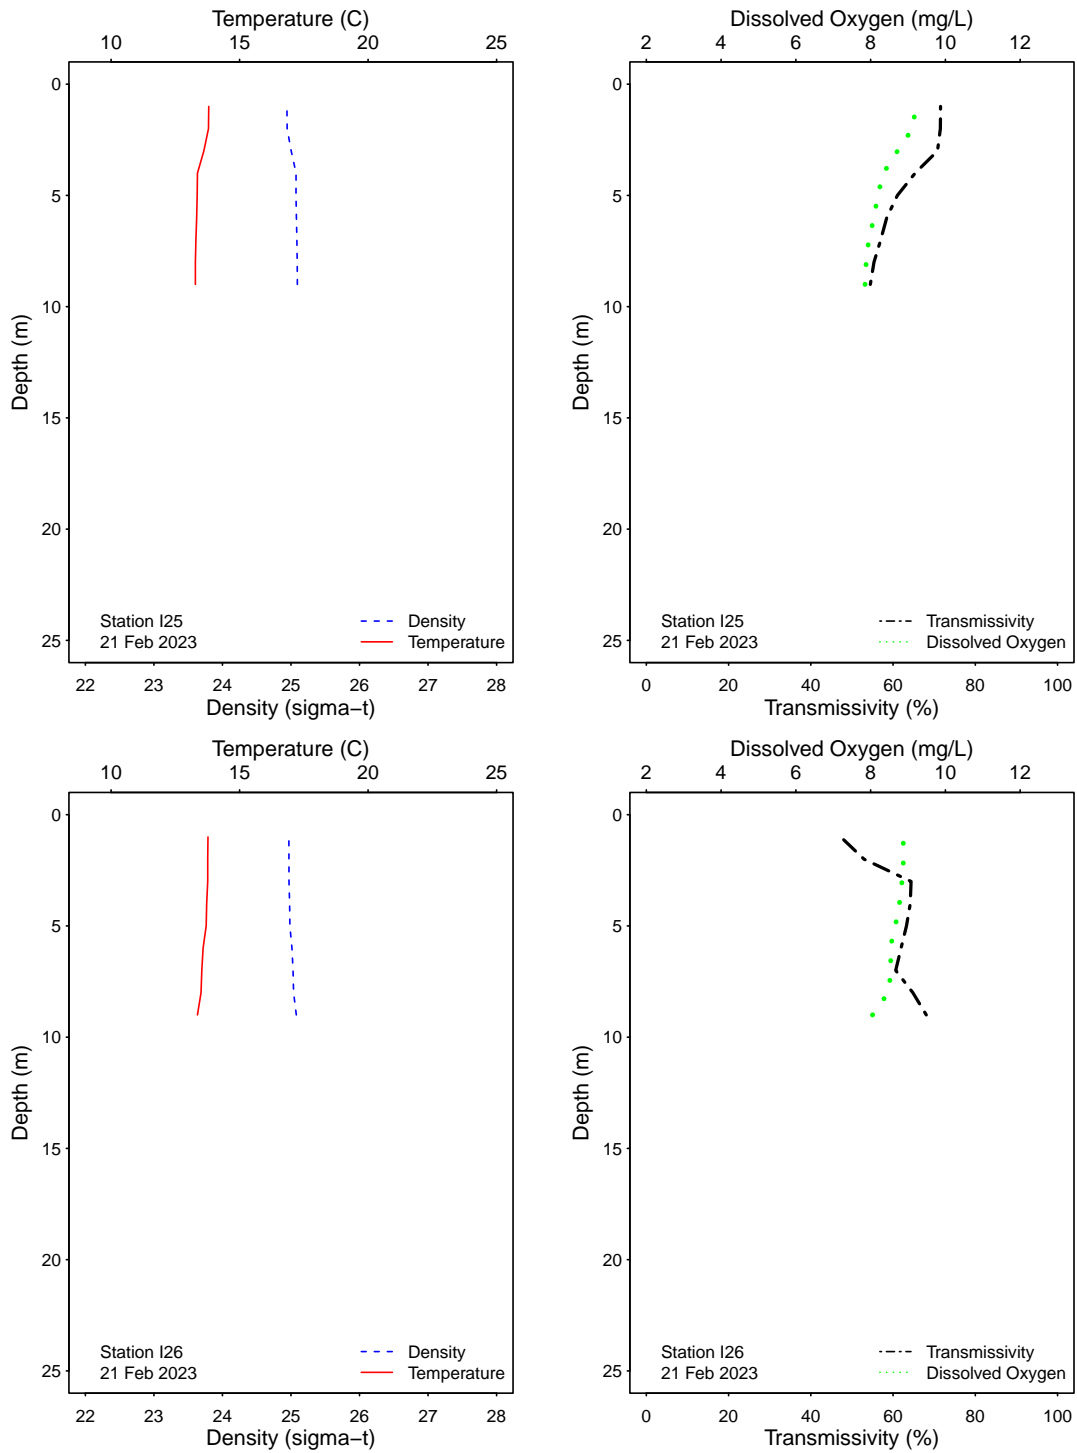 Temperature (C)
10 15 20 25
0
5
10
15
20
25
Depth (m)
Station I25
21 Feb 2023
Density
Temperature
22 23 24 25 26 27 28
Density (sigma−t)
Dissolved Oxygen (mg/L)
2 4 6 8 10 12
0
5
10
15
20
25
Depth (m)
Station I25
21 Feb 2023
Transmissivity
Dissolved Oxygen
0 20 40 60 80 100
Transmissivity (%)
Temperature (C)
10 15 20 25
0
5
10
15
20
25
Depth (m)
Station I26
21 Feb 2023
Density
Temperature
22 23 24 25 26 27 28
Density (sigma−t)
Dissolved Oxygen (mg/L)
2 4 6 8 10 12
0
5
10
15
20
25
Depth (m)
Station I26
21 Feb 2023
Transmissivity
Dissolved Oxygen
0 20 40 60 80 100
Transmissivity (%)